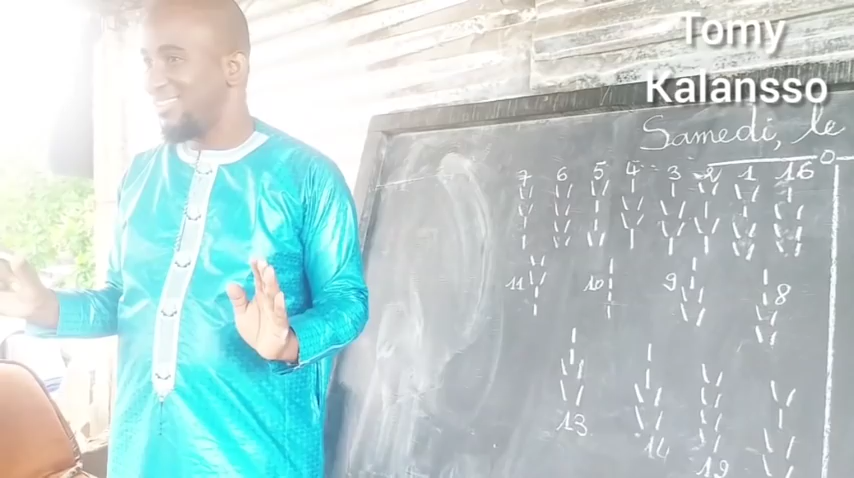 Tomy
Kalansso
Samedi, le
7 6 5 4 3 2 1 16
11 10 9 8
13 14 19